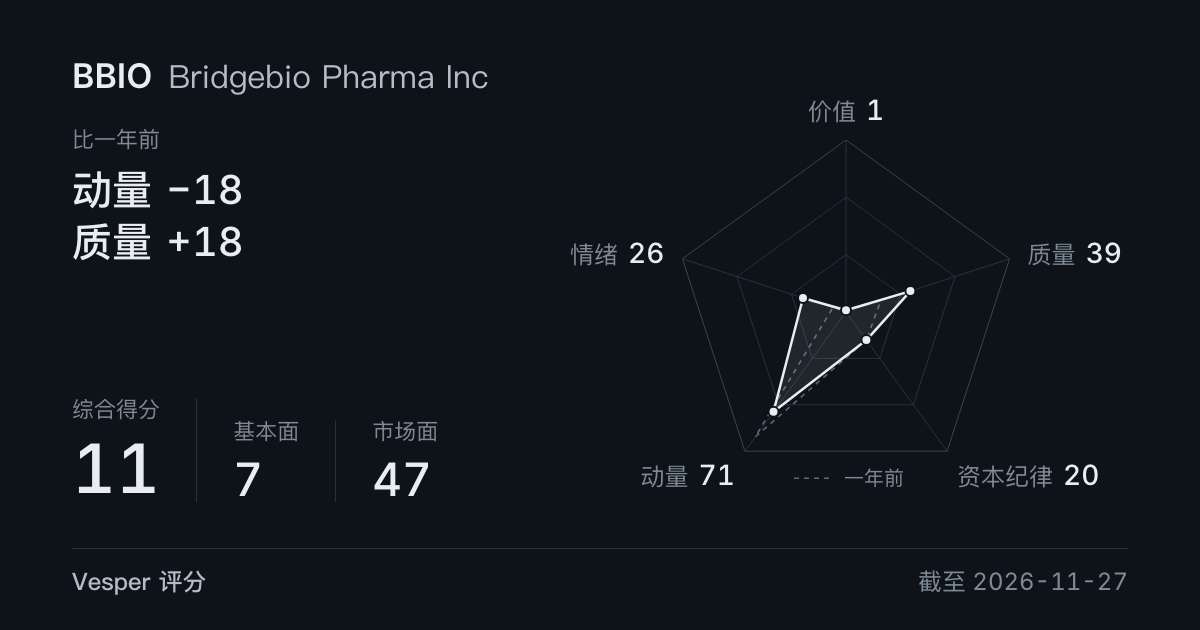 BBIO Bridgebio Pharma Inc
比一年前
动量 −18
质量 +18
综合得分
11
基本面
7
市场面
47
价值 1
情绪 26
质量 39
动量 71
一年前
资本纪律 20
Vesper 评分
截至 2026-11-27